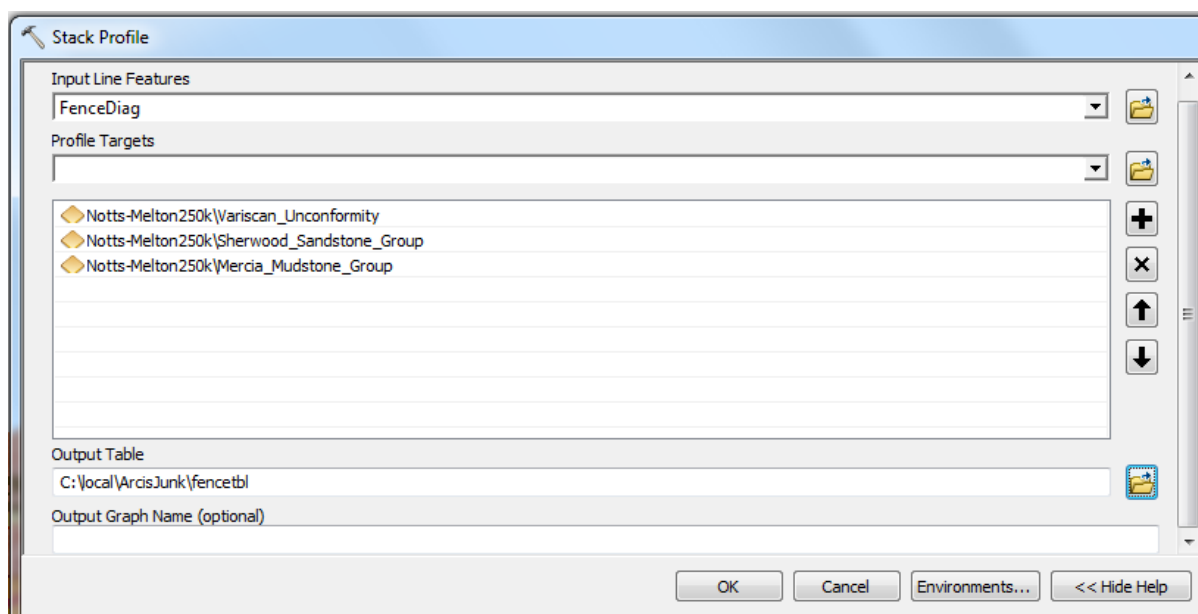 Stack Profile
Input Line Features
FenceDiag
Profile Targets
Notts-Melton250k\Variscan_Unconformity
Notts-Melton250k\Sherwood_Sandstone_Group
Notts-Melton250k\Mercia_Mudstone_Group
Output Table
C:\local\ArcisJunk\fencetbl
Output Graph Name (optional)
OK Cancel Environments... << Hide Help